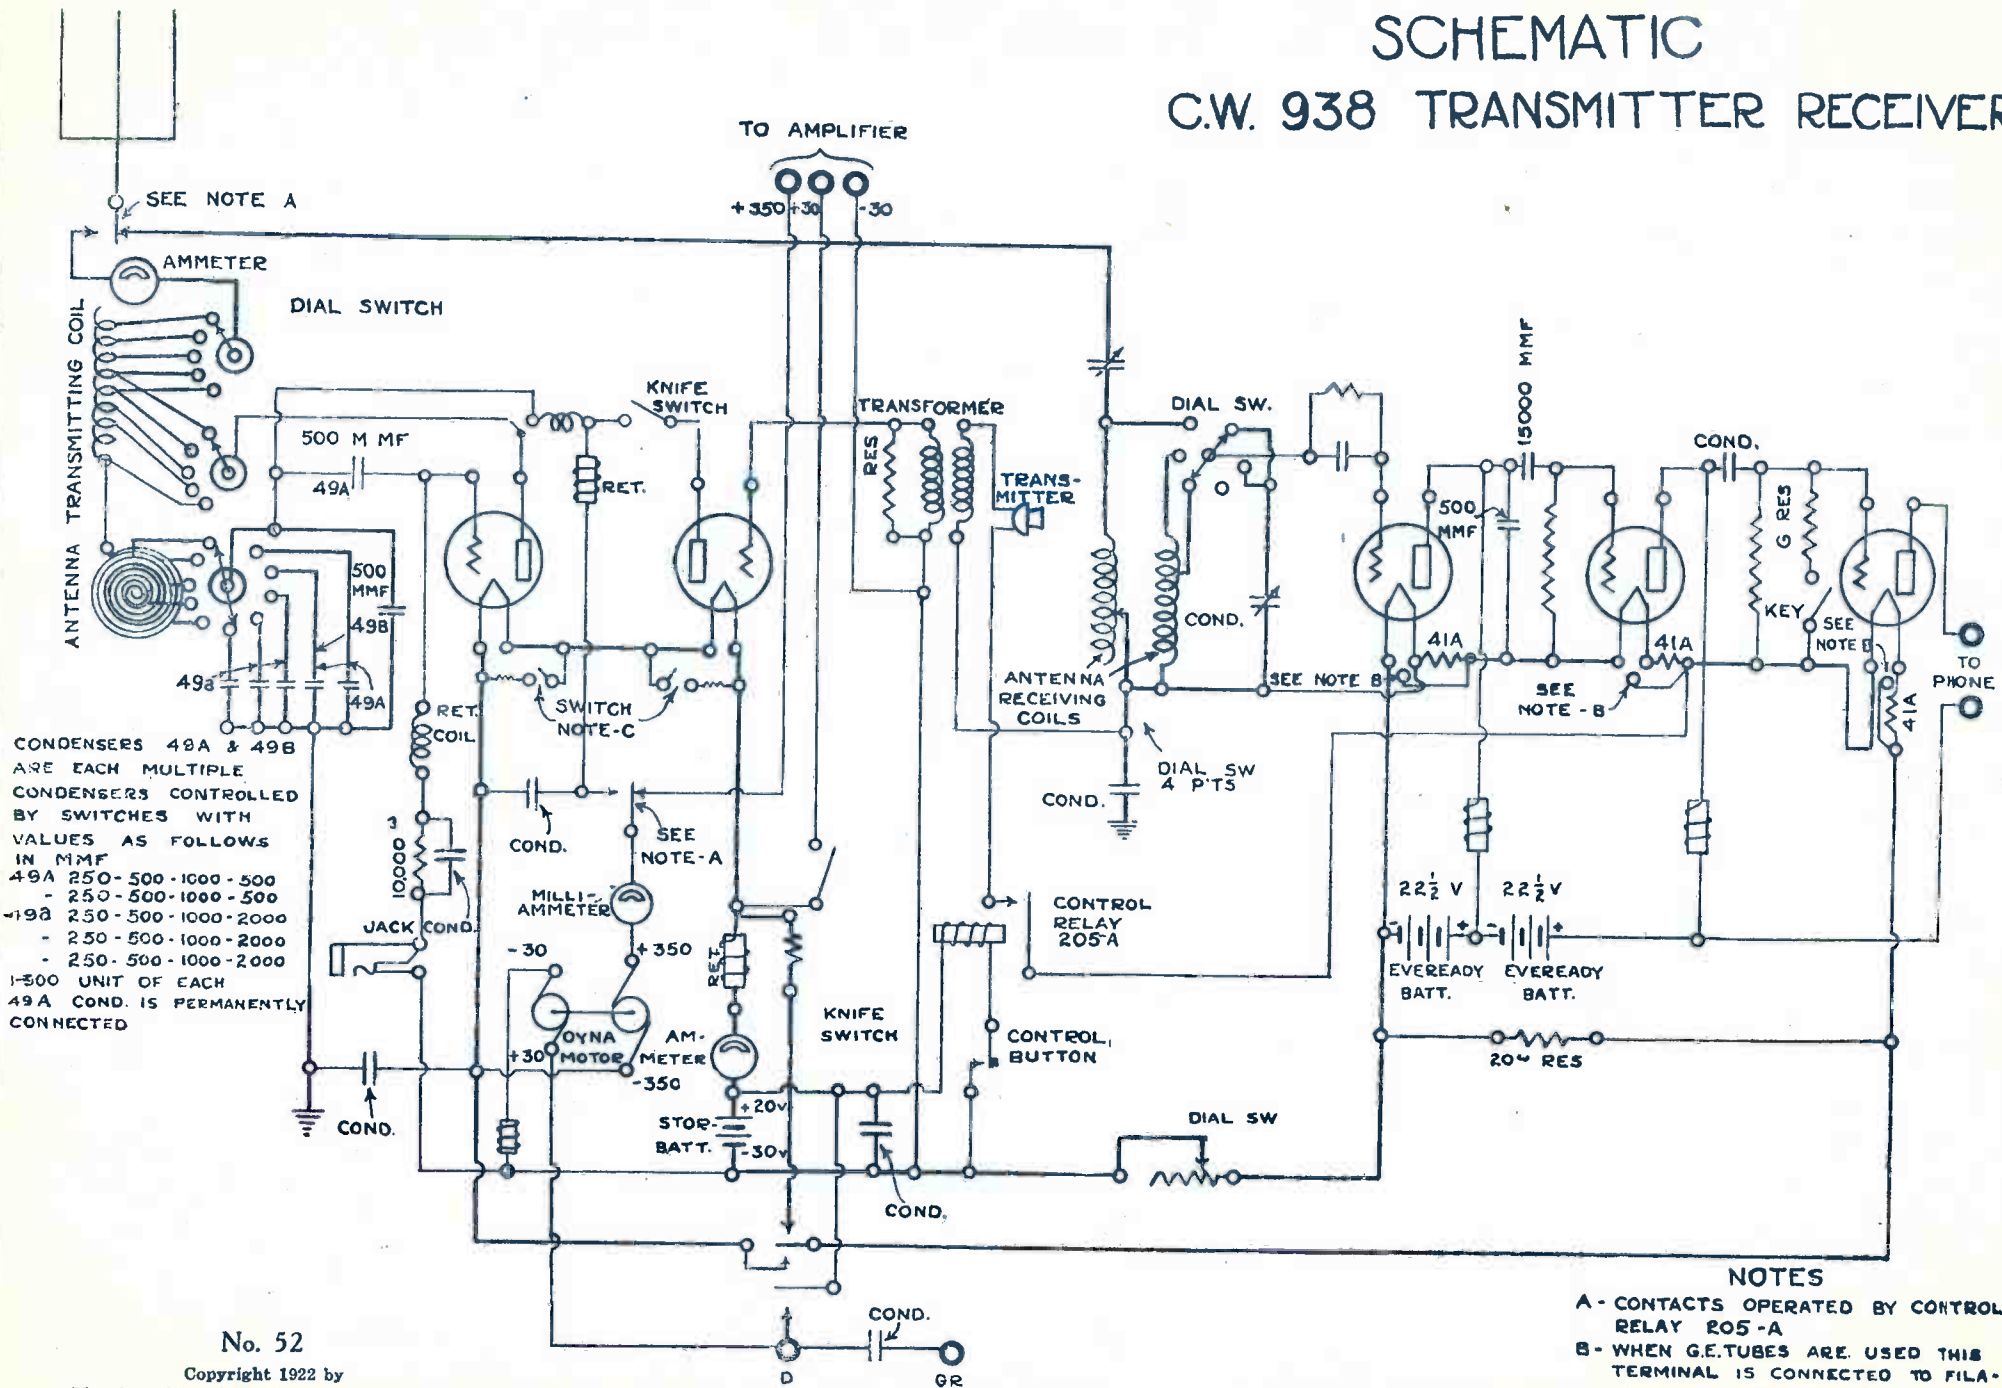 SCHEMATIC
C.W. 938 TRANSMITTER RECEIVER
TO AMPLIFIER
+350
+30
-30
SEE NOTE A
AMMETER
DIAL SWITCH
ANTENNA TRANSMITTING COIL
500 M MF
49A
KNIFE
SWITCH
RET.
TRANSFORMER
RES
TRANS-
MITTER
DIAL SW.
15000 MMF
COND.
500
MMF
G RES
KEY
SEE
NOTE B
500
MMF
49B
49B
49A
COND.
41A
41A
41A
TO
PHONE
ANTENNA
RECEIVING
COILS
SEE NOTE B
SEE
NOTE - B
SWITCH
NOTE-C
RET.
COIL
CONDENSERS 49A & 49B
ARE EACH MULTIPLE
CONDENSERS CONTROLLED
BY SWITCHES WITH
VALUES AS FOLLOWS
IN MMF
49A 250-500-1000-500
- 250-500-1000-500
49B 250-500-1000-2000
- 250-500-1000-2000
- 250-500-1000-2000
1-500 UNIT OF EACH
49A COND. IS PERMANENTLY
CONNECTED
DIAL SW
4 PTS
COND.
COND.
SEE
NOTE-A
10,000
COND.
JACK
MILLI-
AMMETER
-30
+350
RET.
CONTROL
RELAY
205-A
22½ V
22½ V
-
+
-
+
EVEREADY
BATT.
EVEREADY
BATT.
DYNA
MOTOR
+30
-350
AM-
METER
KNIFE
SWITCH
CONTROL
BUTTON
20ω RES
COND.
+20V
STOR-
BATT.
-30V
DIAL SW
COND.
COND.
D
GR
NOTES
A - CONTACTS OPERATED BY CONTROL
RELAY 205-A
B - WHEN G.E. TUBES ARE USED THIS
TERMINAL IS CONNECTED TO FILA-
No. 52
Copyright 1922 by